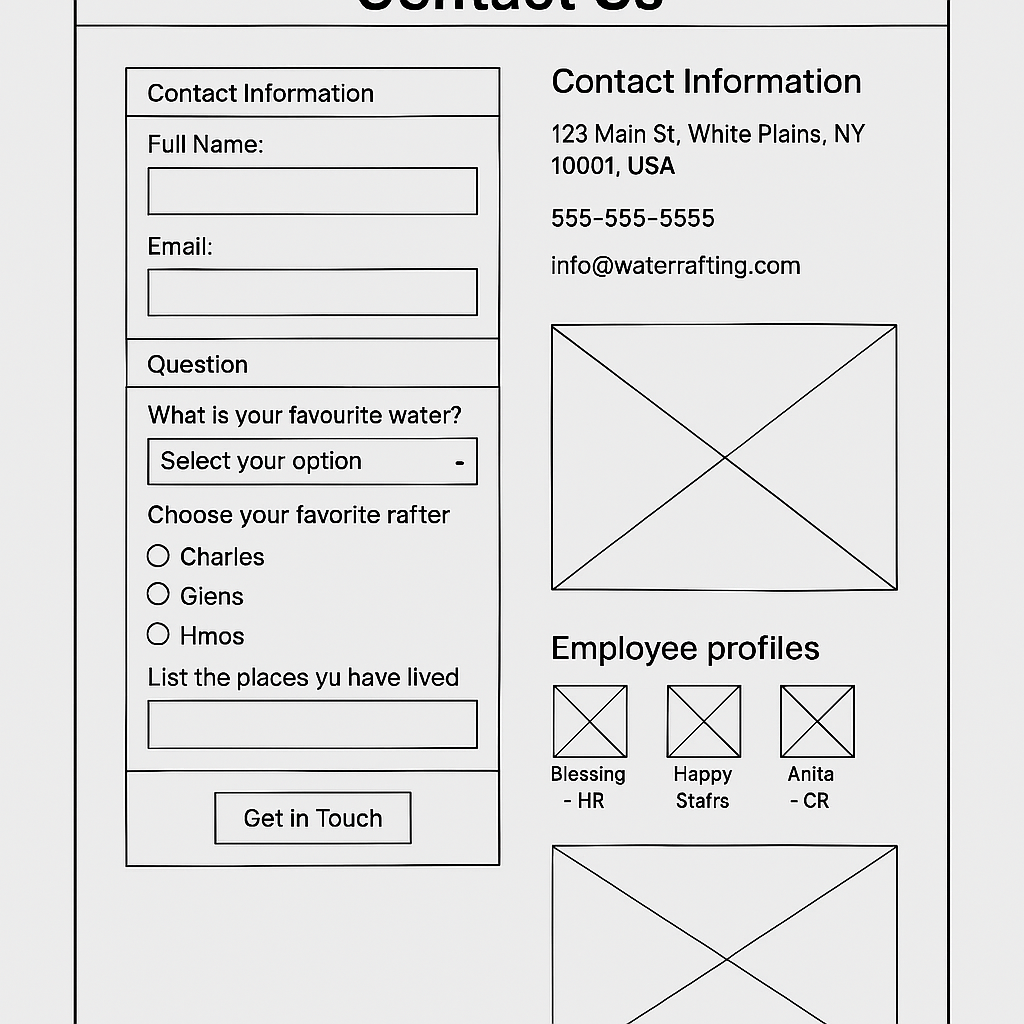 Contact Us
Contact Information
Full Name:
Email:
Question
What is your favourite water?
Select your option -
Choose your favorite rafter
Charles
Giens
Hmos
List the places yu have lived
Get in Touch
Contact Information
123 Main St, White Plains, NY
10001, USA
555-555-5555
info@waterrafting.com
Employee profiles
Blessing
- HR
Happy
Stafrs
Anita
- CR